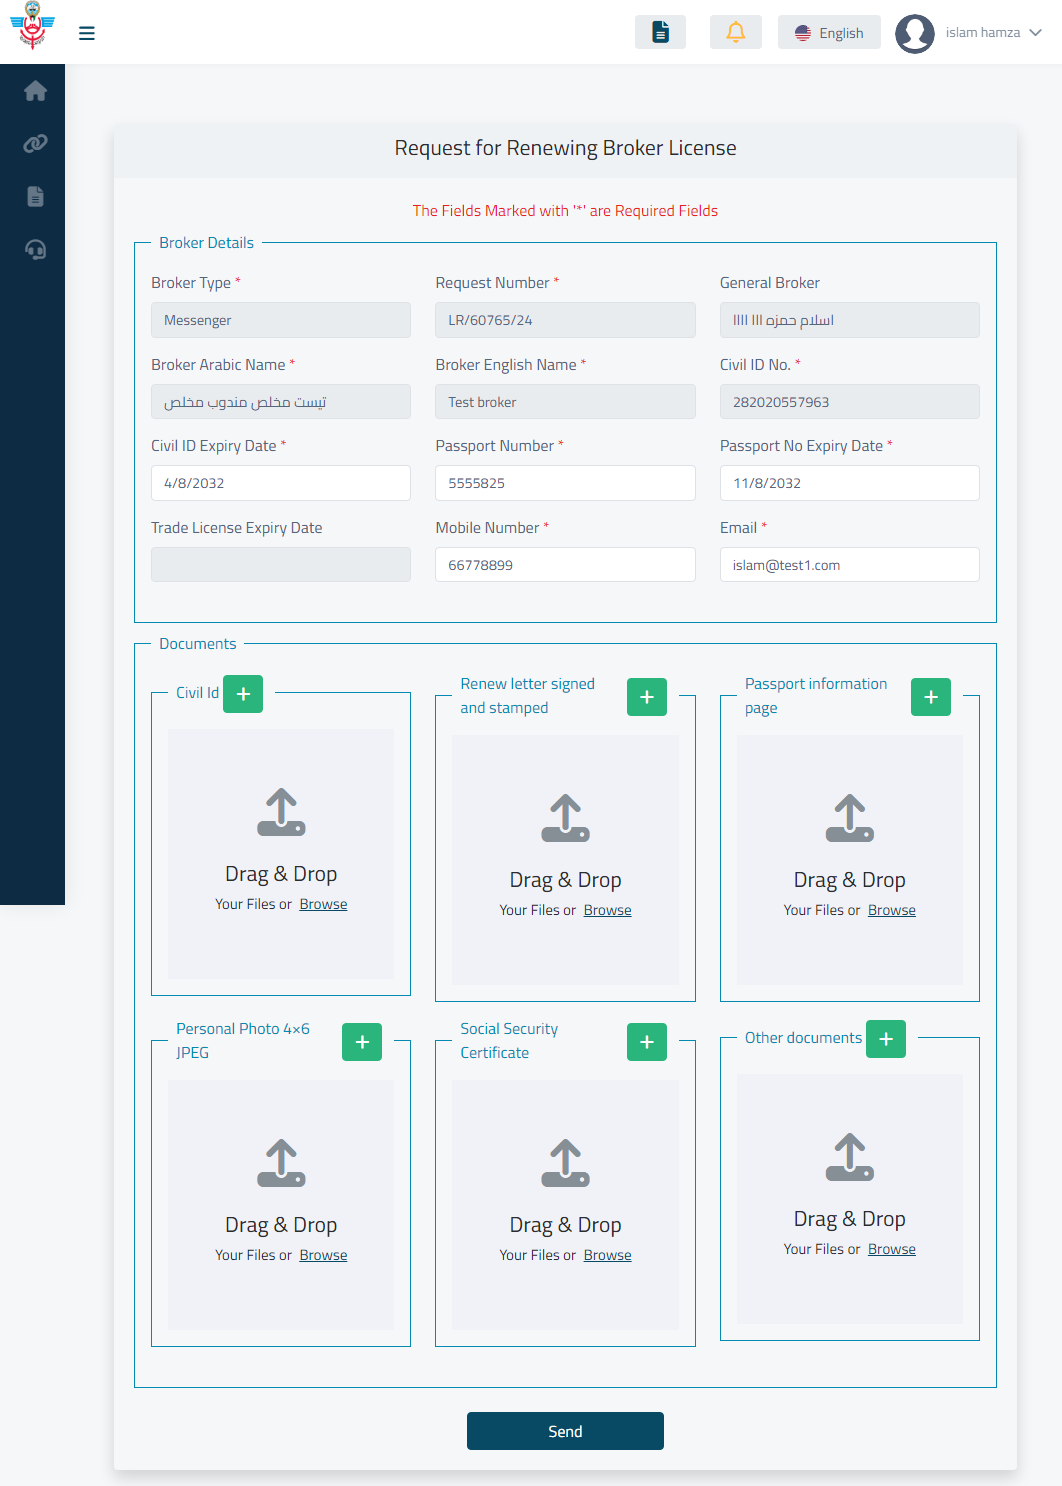 English
islam hamza
Request for Renewing Broker License
The Fields Marked with '*' are Required Fields
Broker Details
Broker Type *
Request Number *
General Broker
Messenger
LR/60765/24
اسلام حمزه ااا اااا
Broker Arabic Name *
Broker English Name *
Civil ID No. *
تيست مخلص مندوب مخلص
Test broker
282020557963
Civil ID Expiry Date *
Passport Number *
Passport No Expiry Date *
4/8/2032
5555825
11/8/2032
Trade License Expiry Date
Mobile Number *
Email *
66778899
islam@test1.com
Documents
Civil Id +
Renew letter signed
and stamped
+
Passport information
page
+
Drag & Drop
Your Files or Browse
Drag & Drop
Your Files or Browse
Drag & Drop
Your Files or Browse
Personal Photo 4×6
JPEG
+
Social Security
Certificate
+
Other documents +
Drag & Drop
Your Files or Browse
Drag & Drop
Your Files or Browse
Drag & Drop
Your Files or Browse
Send